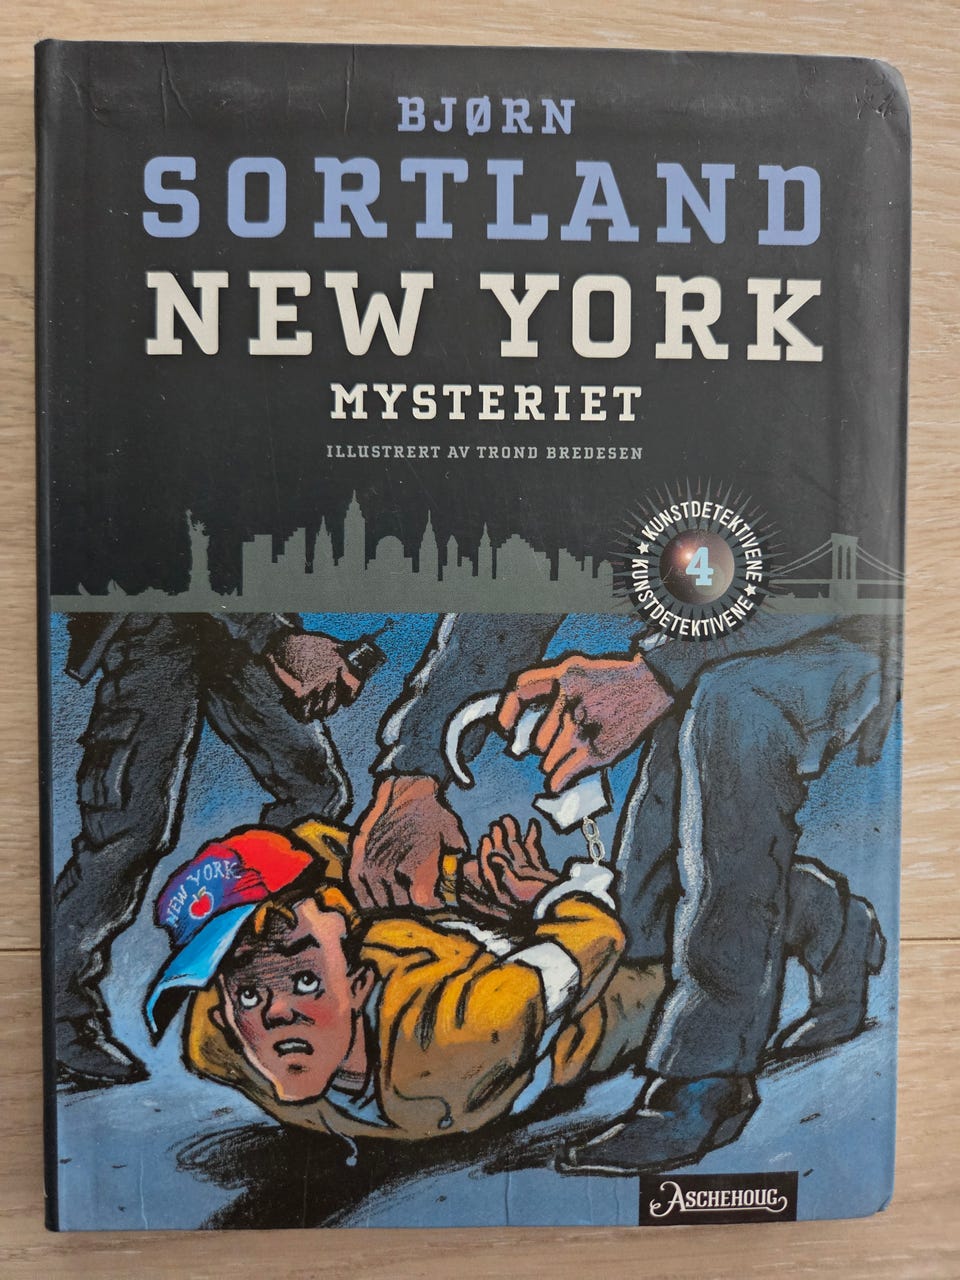 BJØRN
SORTLAND
NEW YORK
MYSTERIET
ILLUSTRERT AV TROND BREDESEN
KUNSTDETEKTIVENE
4
KUNSTDETEKTIVENE
NEW YORK
ASCHEHOUG